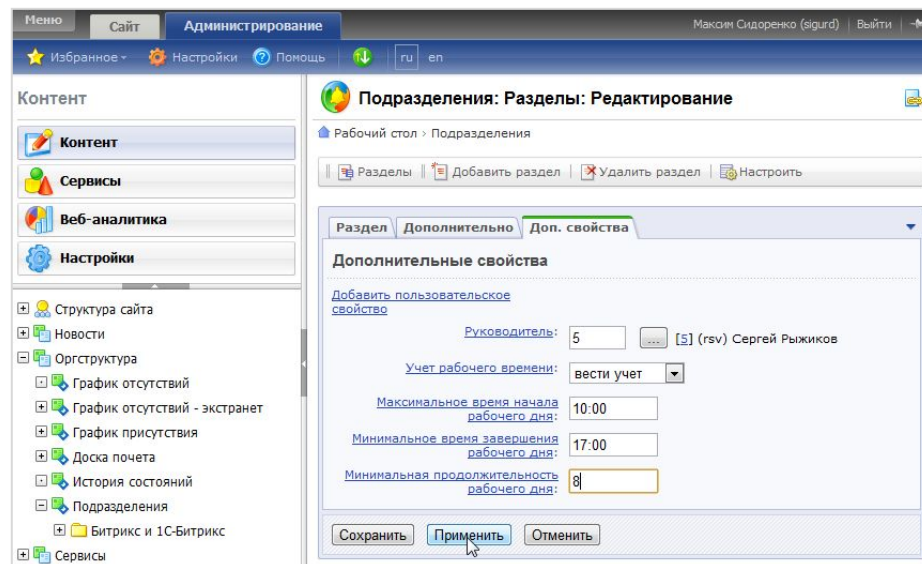 Меню Сайт Администрирование Максим Сидоренко (sigurd) Выйти
Избранное Настройки Помощь ru en
Контент
Контент
Сервисы
Веб-аналитика
Настройки
Структура сайта
Новости
Оргструктура
График отсутствий
График отсутствий - экстранет
График присутствия
Доска почета
История состояний
Подразделения
Битрикс и 1С-Битрикс
Сервисы
Подразделения: Разделы: Редактирование
Рабочий стол › Подразделения
Разделы Добавить раздел Удалить раздел Настроить
Раздел Дополнительно Доп. свойства
Дополнительные свойства
Добавить пользовательское
свойство
Руководитель: 5 ... [5] (rsv) Сергей Рыжиков
Учет рабочего времени: вести учет
Максимальное время начала
рабочего дня: 10:00
Минимальное время завершения
рабочего дня: 17:00
Минимальная продолжительность
рабочего дня: 8
Сохранить Применить Отменить